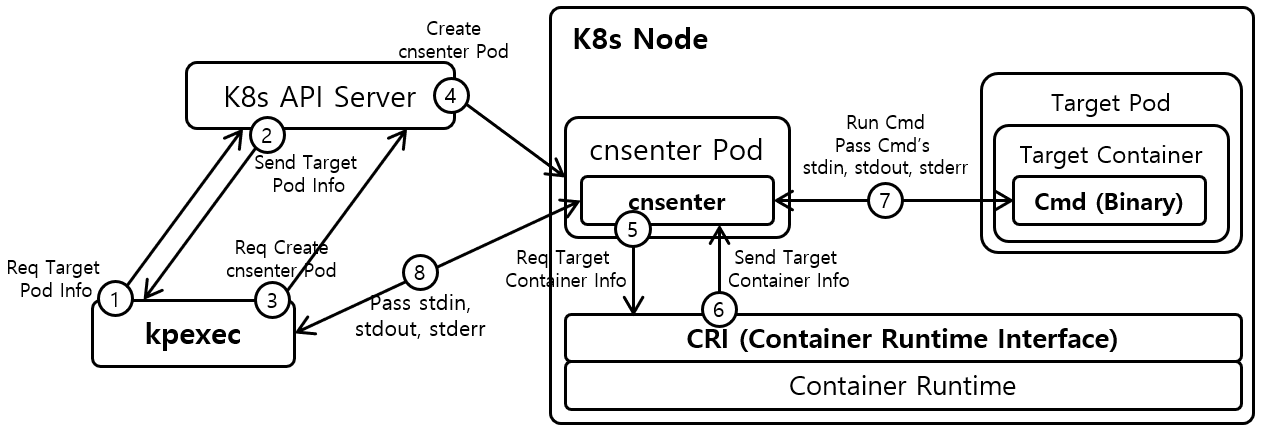 Create
cnsenter Pod
K8s Node
K8s API Server
4
2
Send Target
Pod Info
Target Pod
Run Cmd
Pass Cmd's
stdin, stdout, stderr
cnsenter Pod
Target Container
cnsenter
7
Cmd (Binary)
5
Req Target
Container Info
Send Target
Container Info
6
Req Target
Pod Info
1
Req Create
cnsenter Pod
3
8
Pass stdin,
stdout, stderr
kpexec
CRI (Container Runtime Interface)
Container Runtime